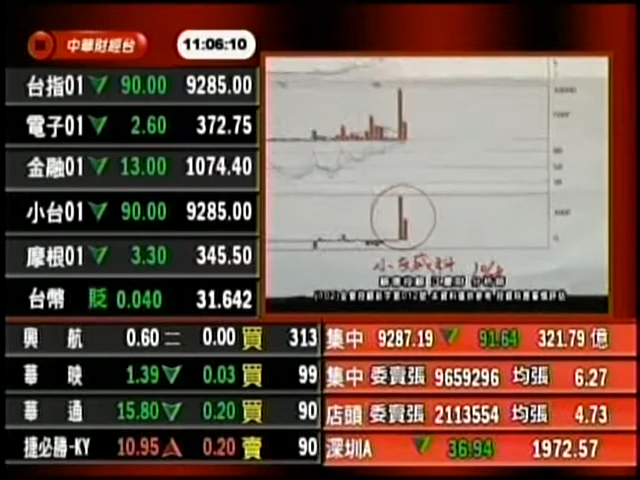 中華財經台
11:06:10
台指01 90.00 9285.00
電子01 2.60 372.75
金融01 13.00 1074.40
小台01 90.00 9285.00
摩根01 3.30 345.50
台幣 貶 0.040 31.642
興航 0.60 二 0.00 買 313
華映 1.39 0.03 買 99
華通 15.80 0.20 買 90
捷必勝-KY 10.95 0.20 賣 90
集中 9287.19 91.64 321.79 億
集中 委賣張 9659296 均張 6.27
店頭 委賣張 2113554 均張 4.73
深圳A 36.94 1972.57